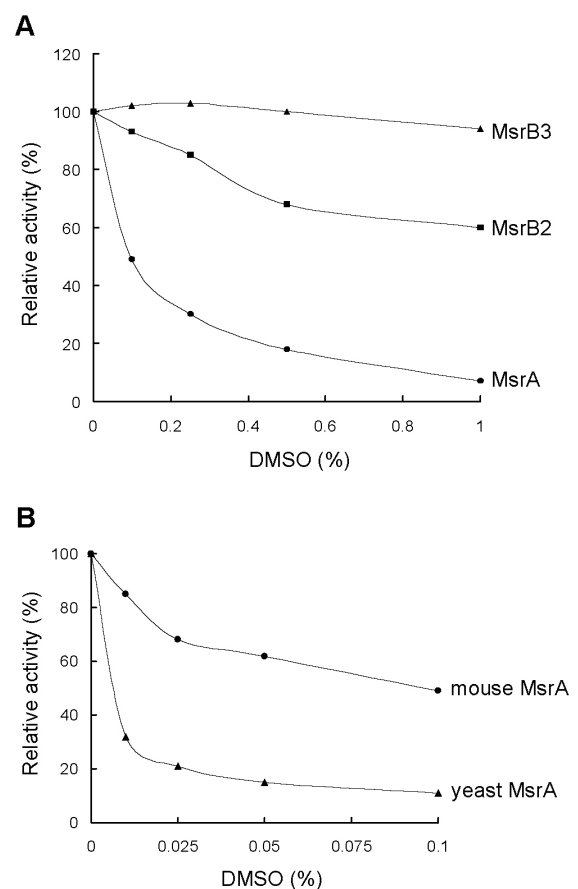 A
120
100
80
60
40
20
0
Relative activity (%)
MsrB3
MsrB2
MsrA
0 0.2 0.4 0.6 0.8 1
DMSO (%)
B
100
80
60
40
20
0
Relative activity (%)
mouse MsrA
yeast MsrA
0 0.025 0.05 0.075 0.1
DMSO (%)